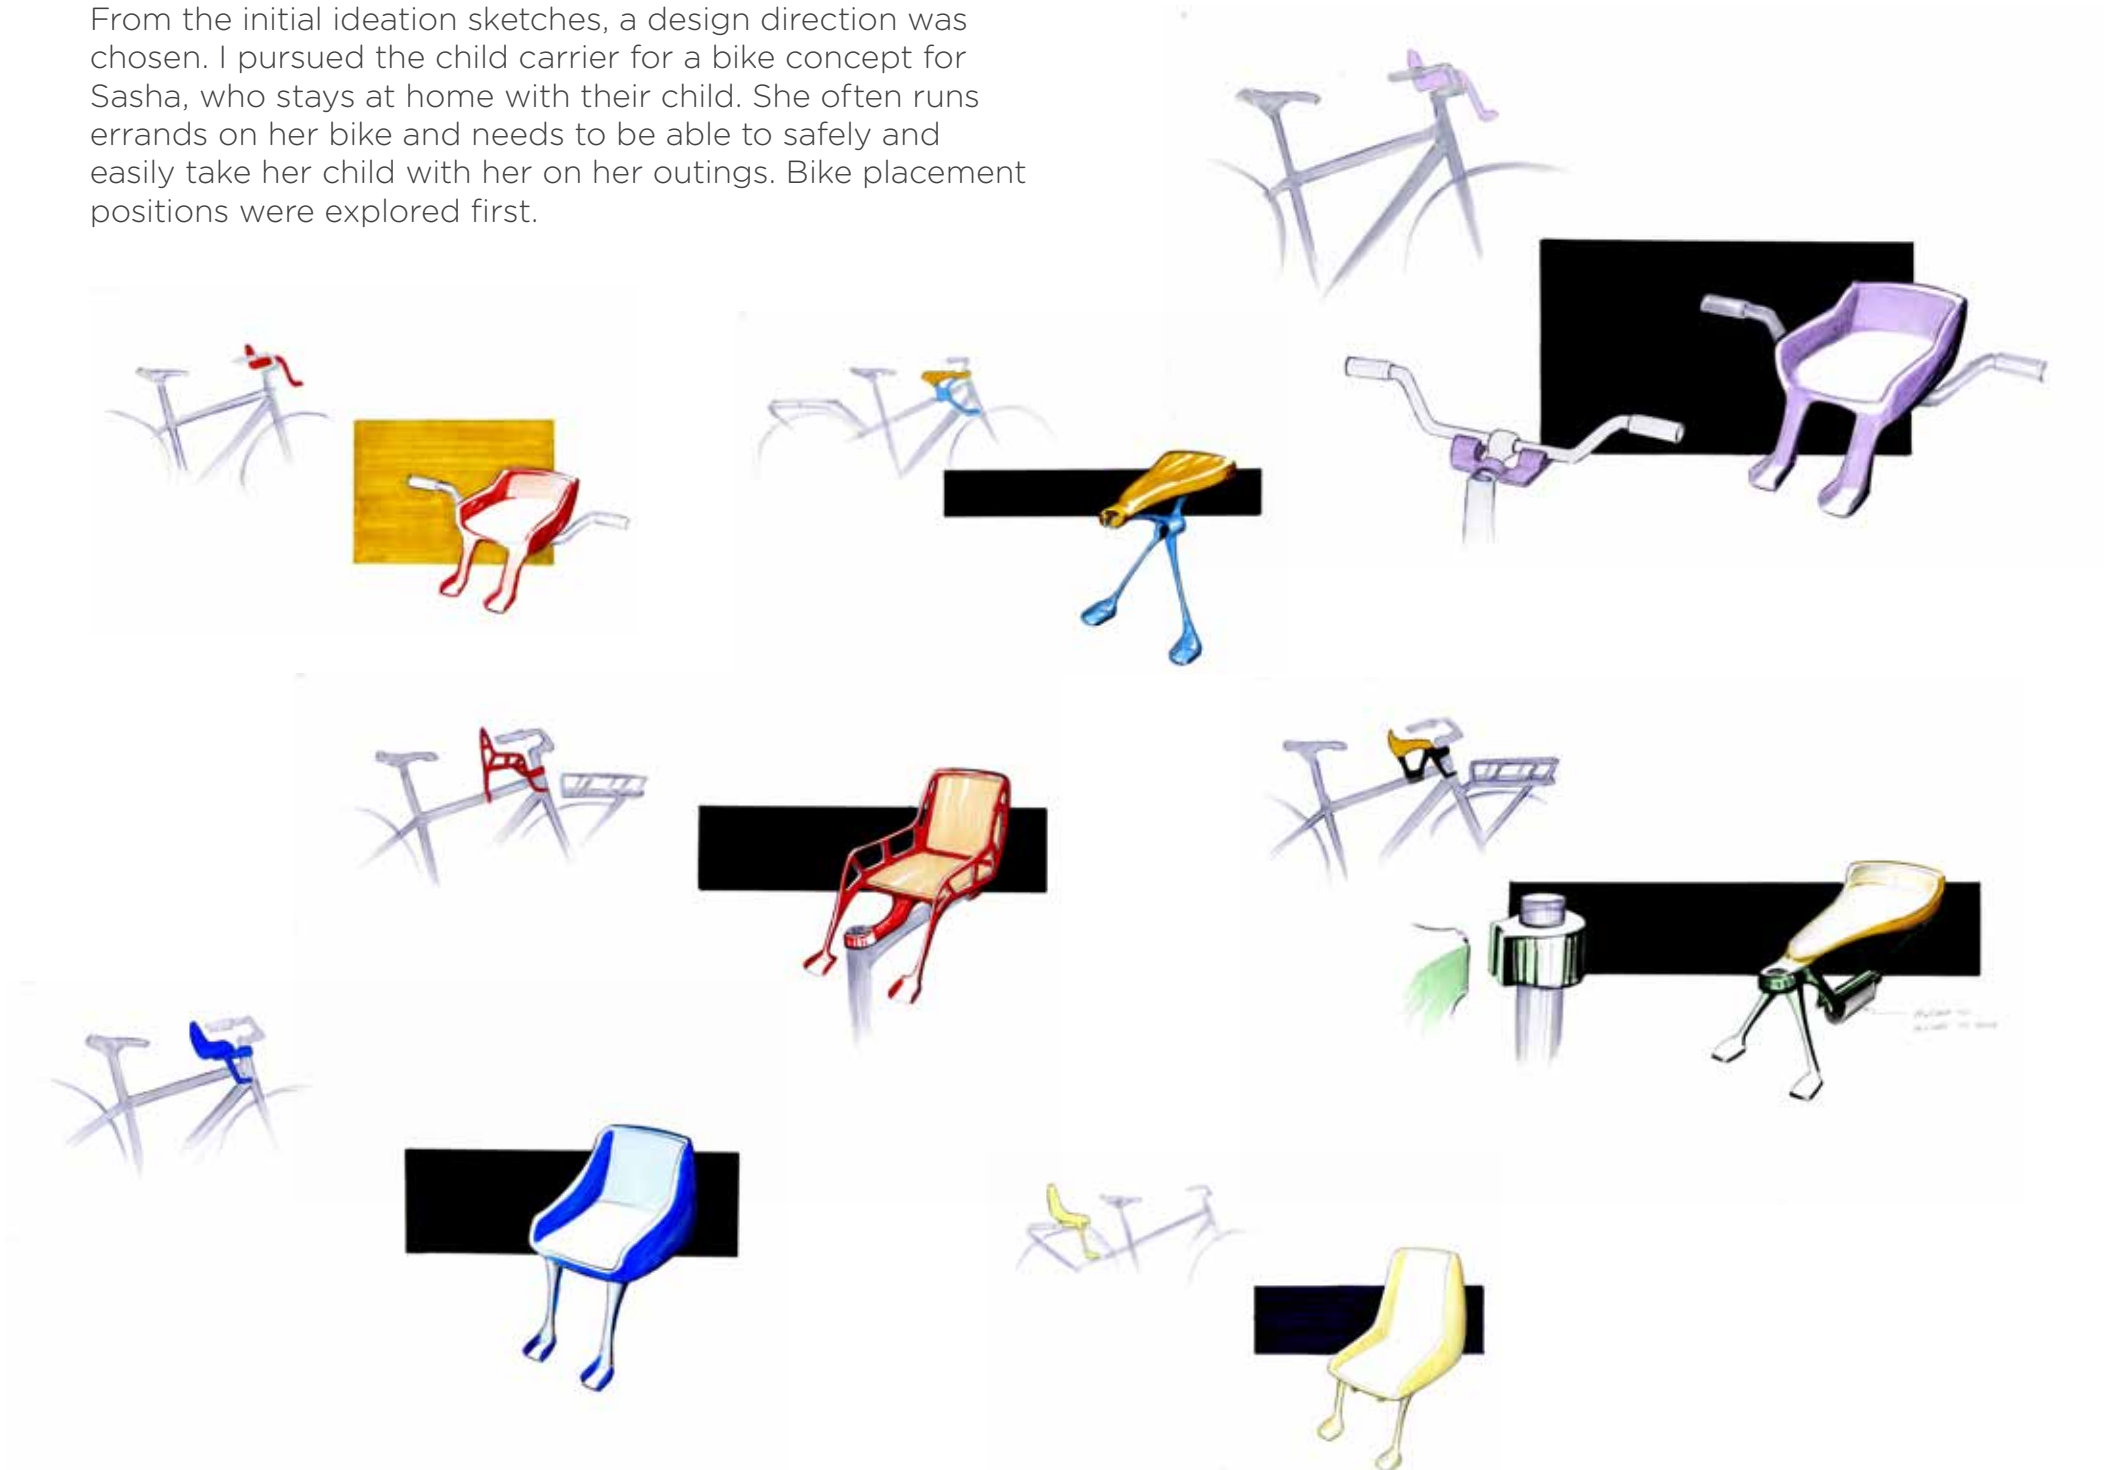 From the initial ideation sketches, a design direction was
chosen. I pursued the child carrier for a bike concept for
Sasha, who stays at home with their child. She often runs
errands on her bike and needs to be able to safely and
easily take her child with her on her outings. Bike placement
positions were explored first.